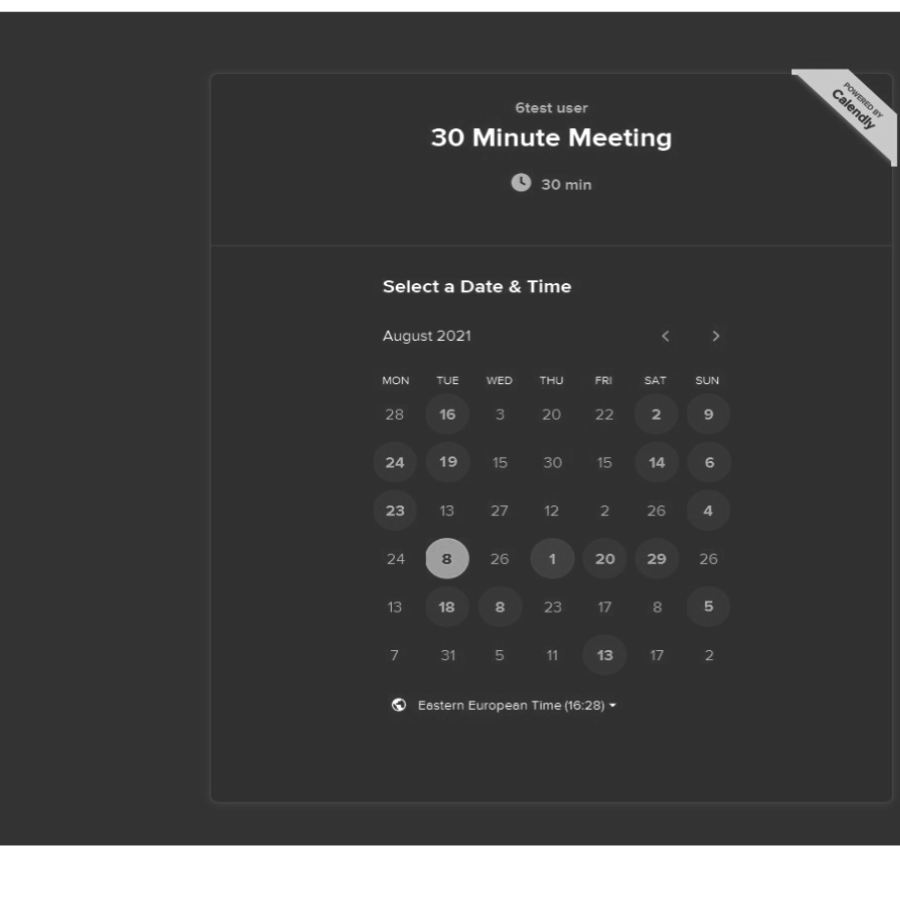 POWERED BY
Calendly
6test user
30 Minute Meeting
30 min
Select a Date & Time
August 2021
MON TUE WED THU FRI SAT SUN
28 16 3 20 22 2 9
24 19 15 30 15 14 6
23 13 27 12 2 26 4
24 8 26 1 20 29 26
13 18 8 23 17 8 5
7 31 5 11 13 17 2
Eastern European Time (16:28)